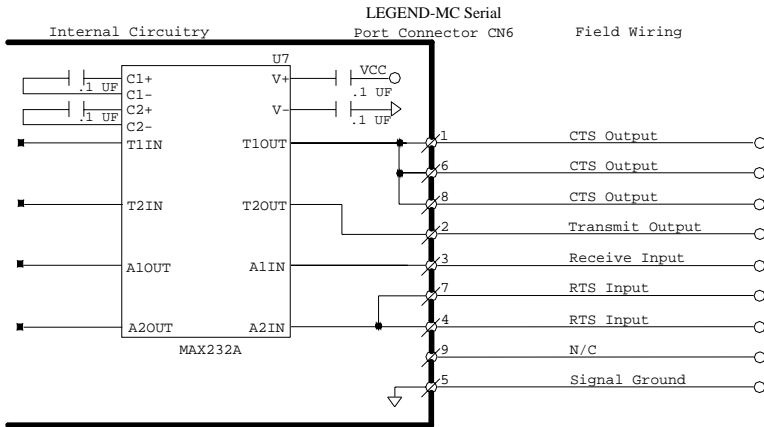 LEGEND-MC Serial
Internal Circuitry Port Connector CN6 Field Wiring
U7
C1+ V+ VCC
.1 UF C1- .1 UF
C2+ V-
.1 UF C2- .1 UF
T1IN T1OUT 1 CTS Output
6 CTS Output
T2IN T2OUT 8 CTS Output
2 Transmit Output
A1OUT A1IN 3 Receive Input
7 RTS Input
A2OUT A2IN 4 RTS Input
MAX232A 9 N/C
5 Signal Ground